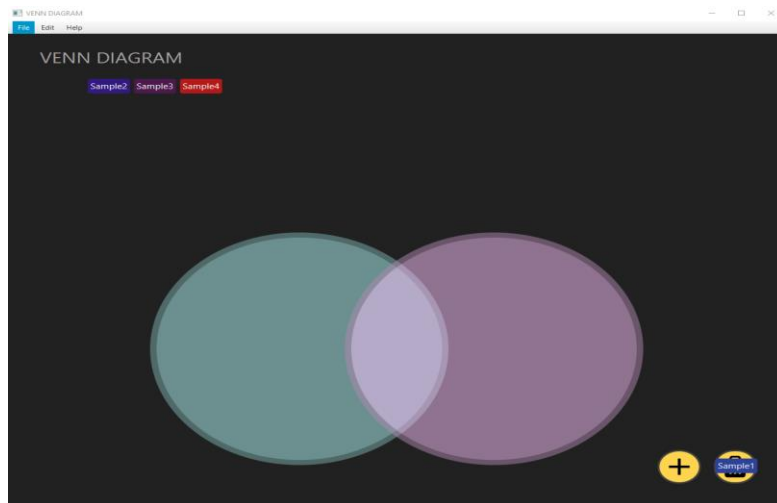 VENN DIAGRAM
File Edit Help
VENN DIAGRAM
Sample2 Sample3 Sample4
Sample1